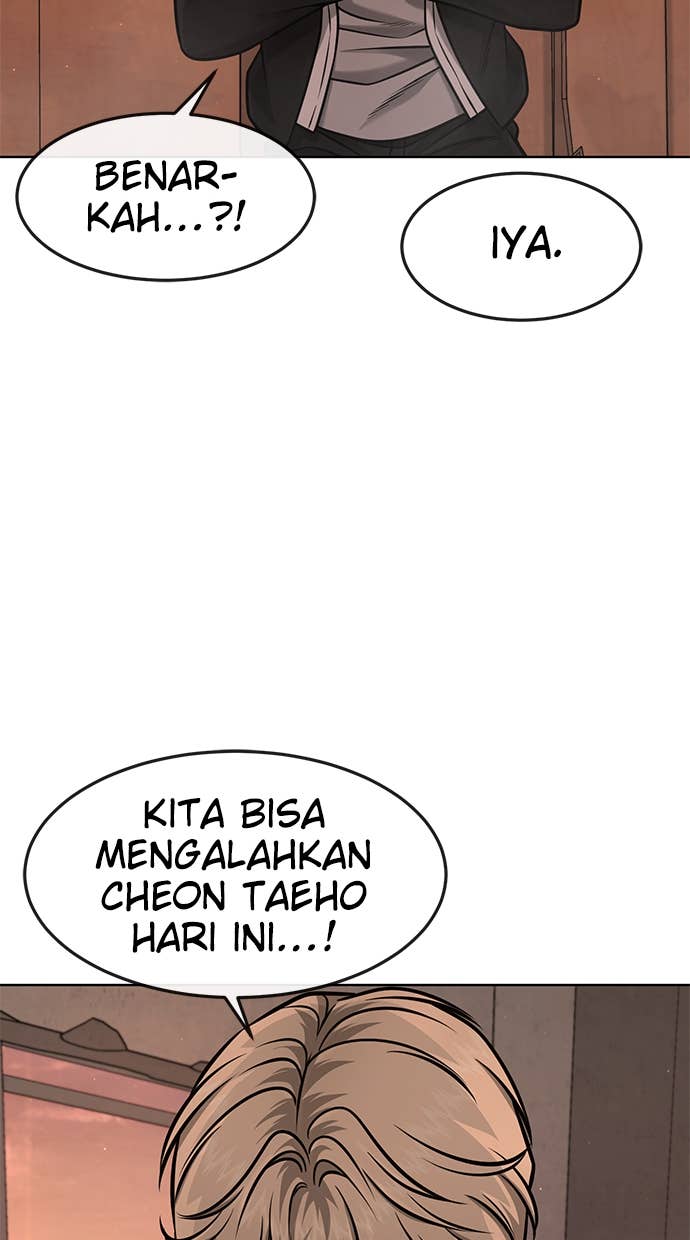 BENAR-
KAH...?!
IYA.
KITA BISA
MENGALAHKAN
CHEON TAEHO
HARI INI...!